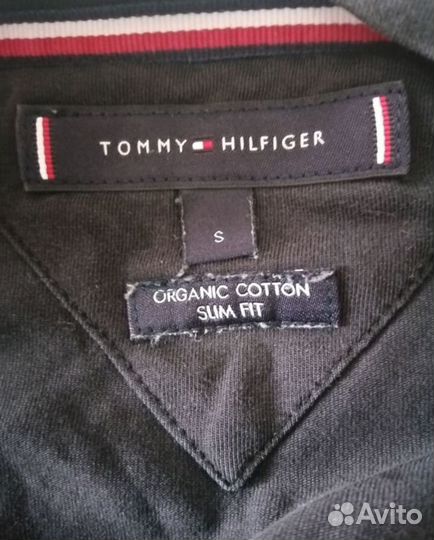 TOMMY HILFIGER
S
ORGANIC COTTON
SLIM FIT
Avito